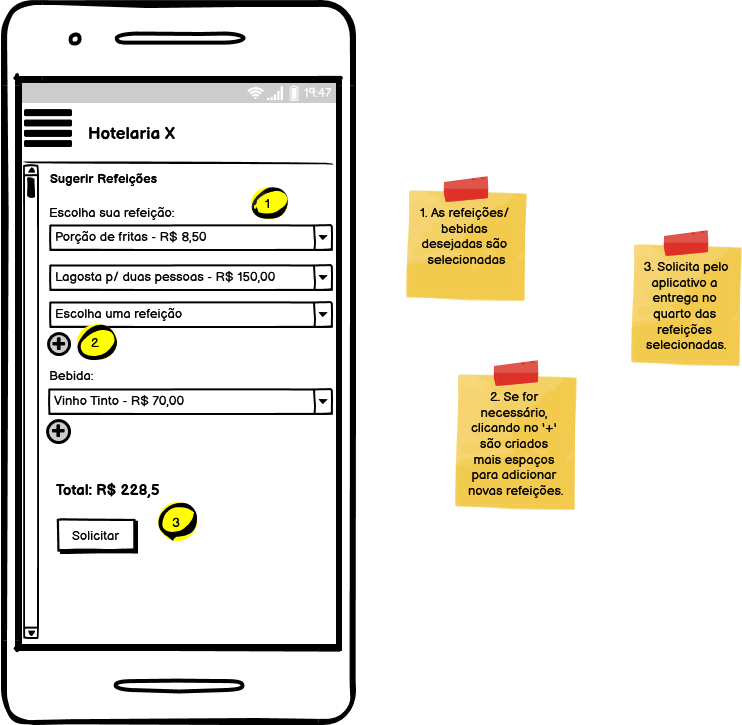 19:47
Hotelaria X
Sugerir Refeições
1
Escolha sua refeição:
Porção de fritas - R$ 8,50
Lagosta p/ duas pessoas - R$ 150,00
Escolha uma refeição
2
Bebida:
Vinho Tinto - R$ 70,00
Total: R$ 228,5
3
Solicitar
1. As refeições/
bebidas
desejadas são
selecionadas
2. Se for
necessário,
clicando no '+'
são criados
mais espaços
para adicionar
novas refeições.
3. Solicita pelo
aplicativo a
entrega no
quarto das
refeições
selecionadas.